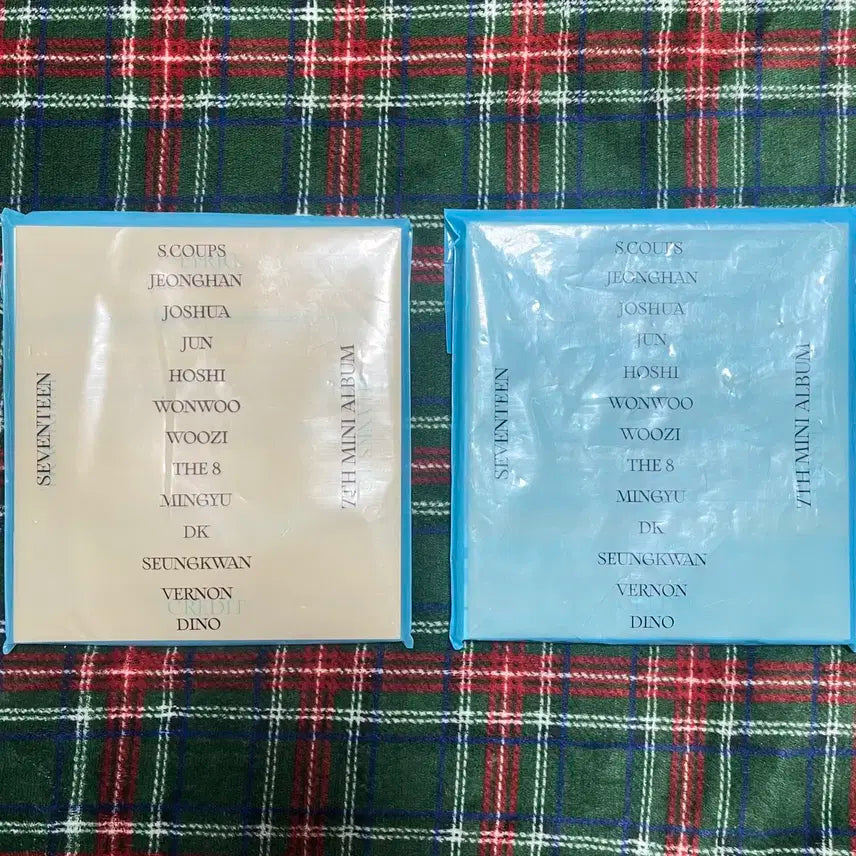 S.COUPS
JEONGHAN
JOSHUA
JUN
HOSHI
WONWOO
WOOZI
THE 8
MINGYU
DK
SEUNGKWAN
VERNON
CREDIT
DINO
SEVENTEEN
7TH MINI ALBUM
S.COUPS
JEONGHAN
JOSHUA
JUN
HOSHI
WONWOO
WOOZI
THE 8
MINGYU
DK
SEUNGKWAN
VERNON
DINO
SEVENTEEN
7TH MINI ALBUM